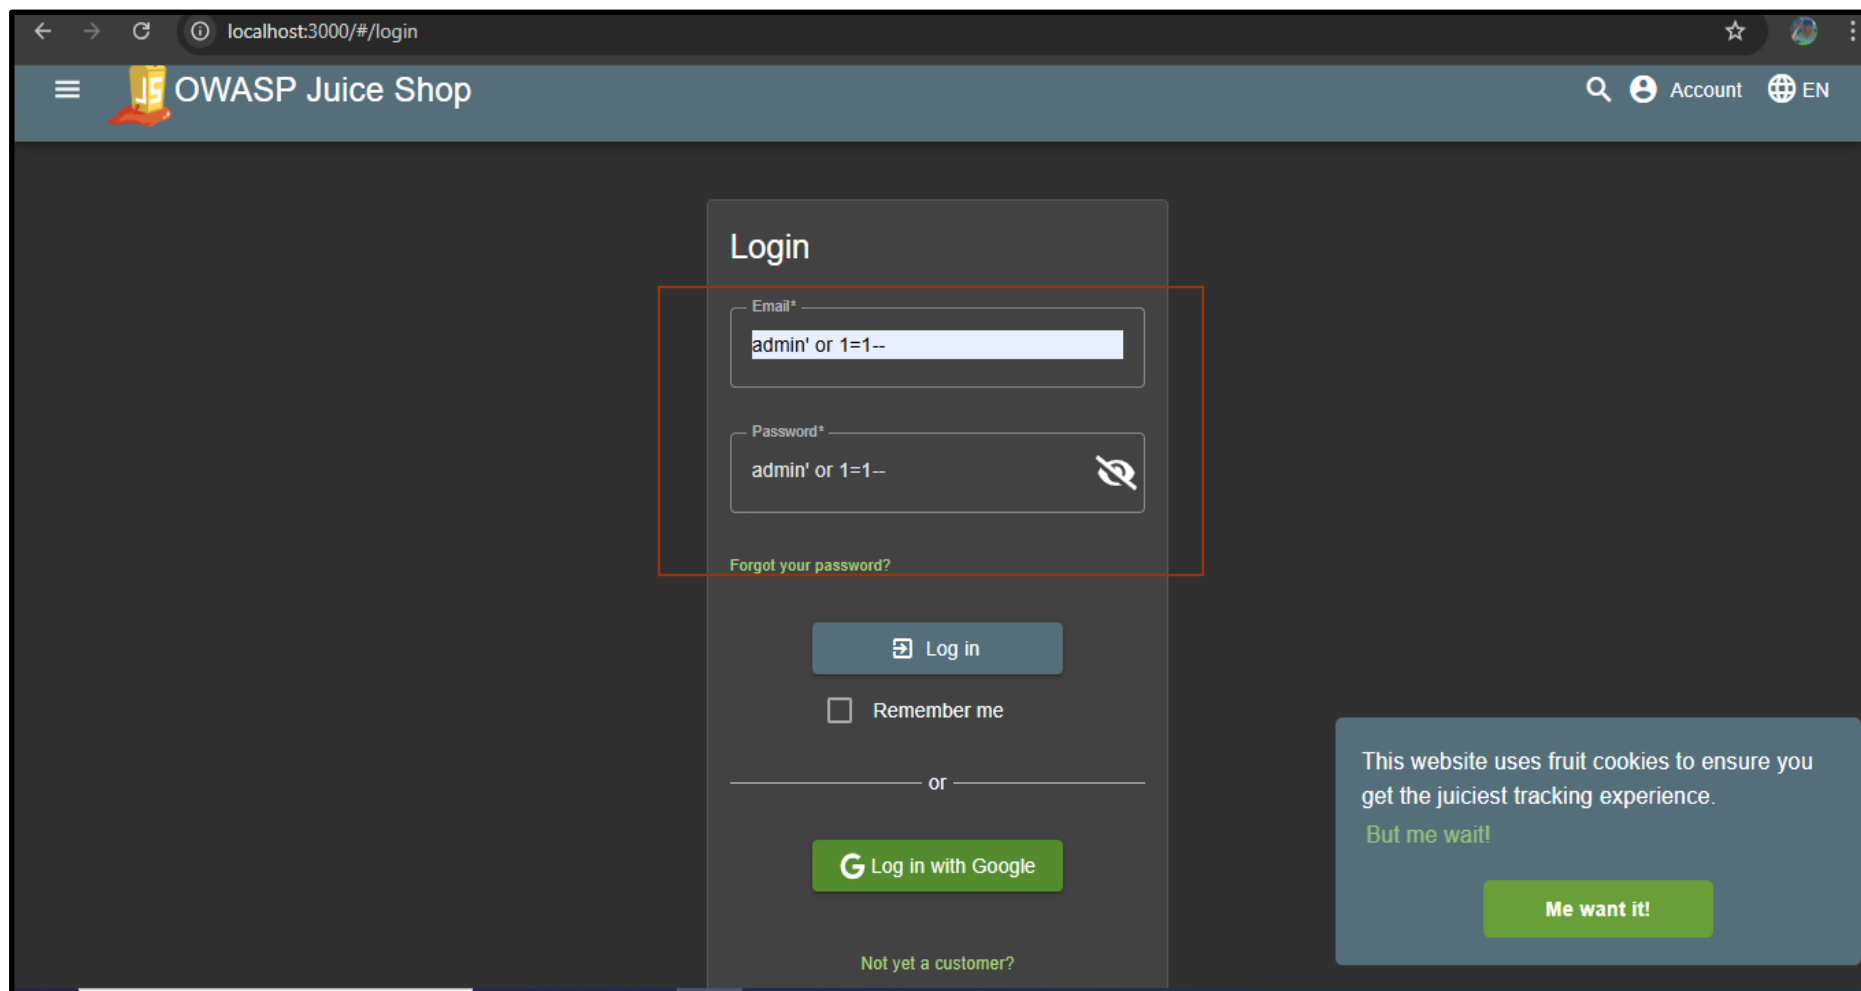 localhost:3000/#/login
JS OWASP Juice Shop
Account EN
Login
Email*
admin' or 1=1--
Password*
admin' or 1=1--
Forgot your password?
Log in
Remember me
or
G Log in with Google
Not yet a customer?
This website uses fruit cookies to ensure you
get the juiciest tracking experience.
But me wait!
Me want it!